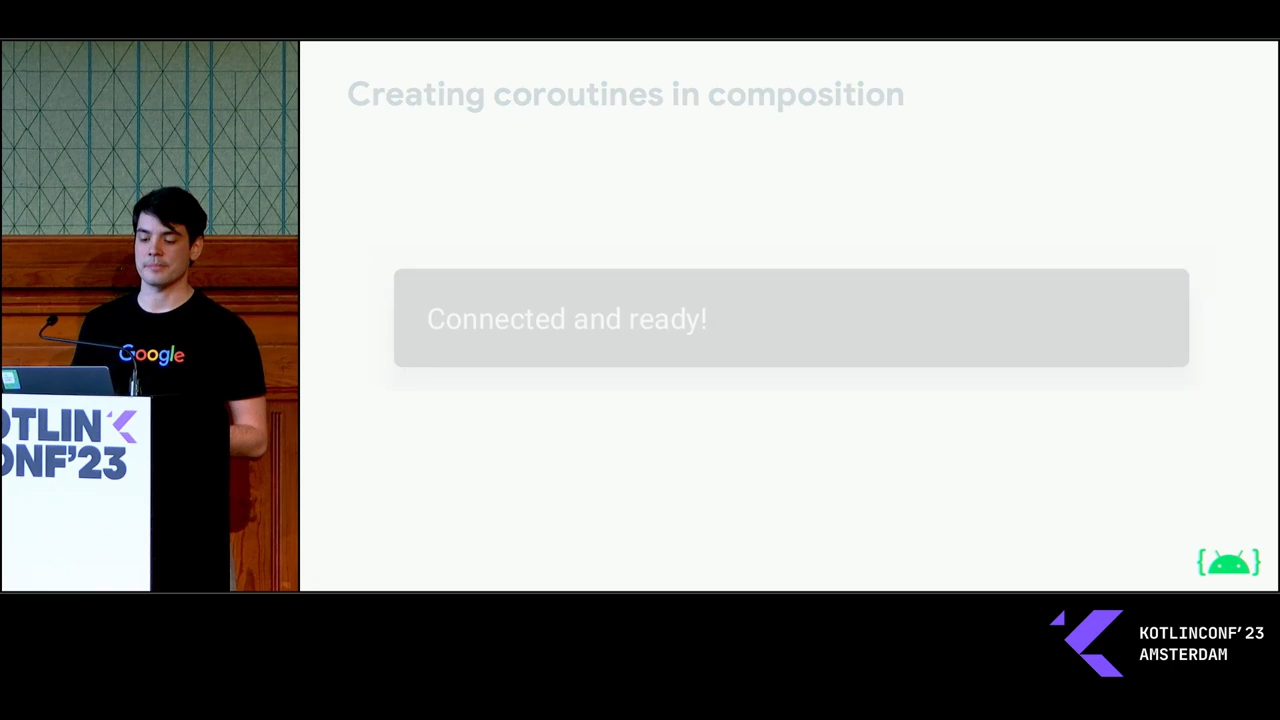 Creating coroutines in composition
Connected and ready!
Google
OTLIN
ONF'23
KOTLINCONF'23
AMSTERDAM